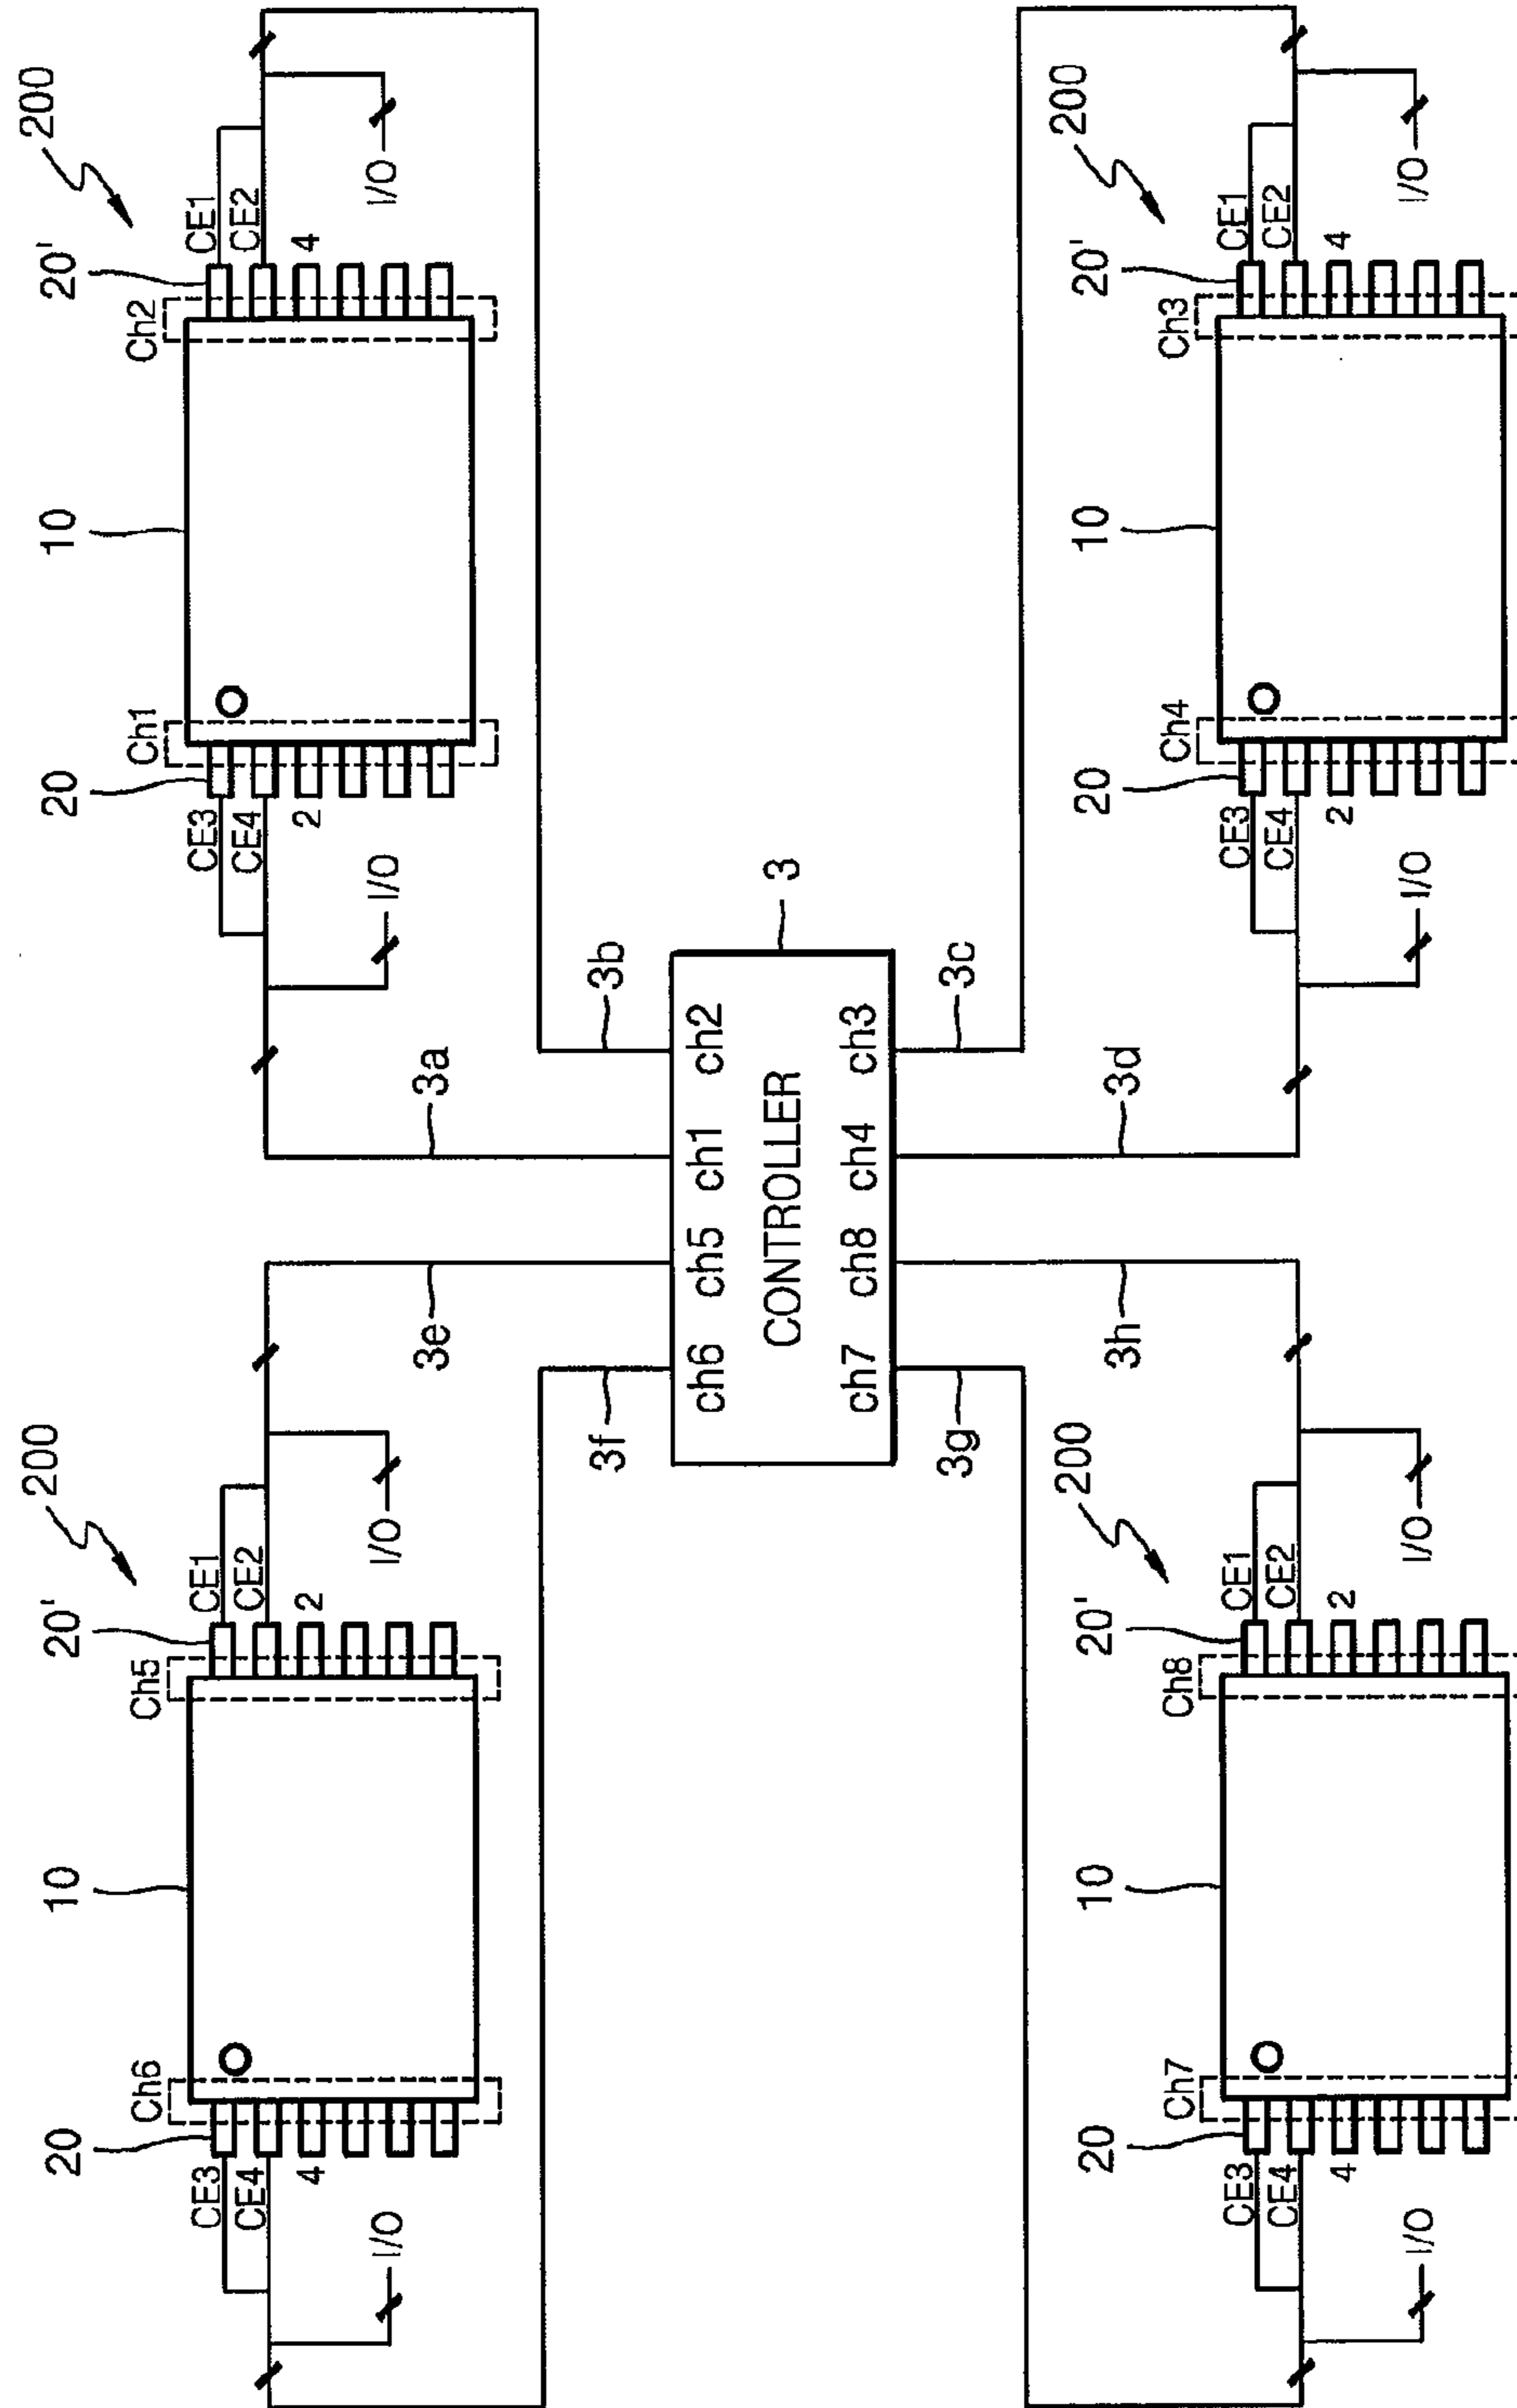 20 10 20' 200 20 10 20' 200
Ch6 Ch5 Ch1 Ch2
CE3 CE1 CE3 CE1
CE4 CE2 CE4 CE2
4 2 2 4
I/O I/O I/O I/O
3f 3e 3a 3b
ch6 ch5 ch1 ch2
CONTROLLER 3
ch7 ch8 ch4 ch3
3g 3h 3d 3c
20 10 20' 200 20 10 20' 200
Ch7 Ch8 Ch4 Ch3
CE3 CE1 CE3 CE1
CE4 CE2 CE4 CE2
4 2 2 4
I/O I/O I/O I/O